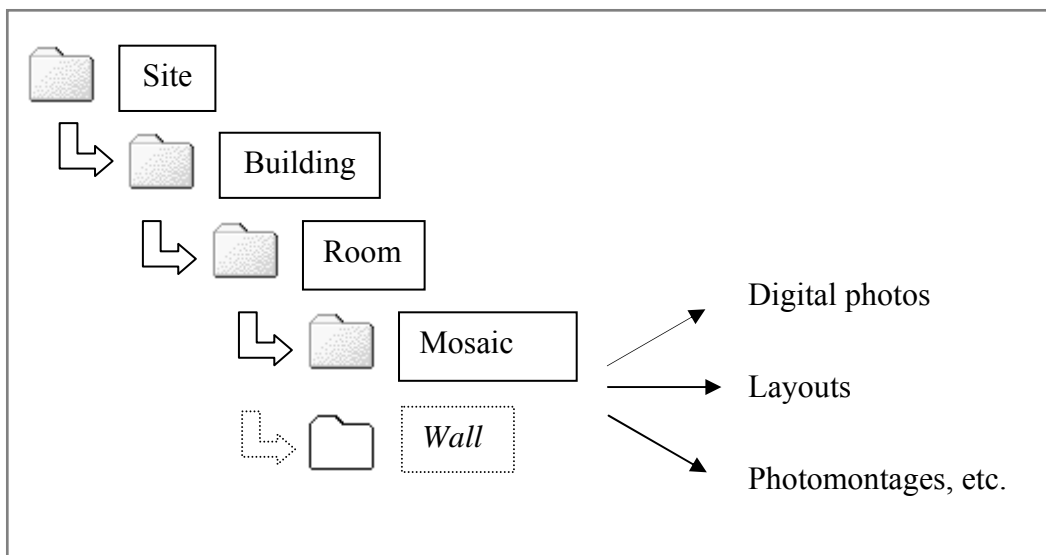 Site
Building
Room
Mosaic
Wall
Digital photos
Layouts
Photomontages, etc.